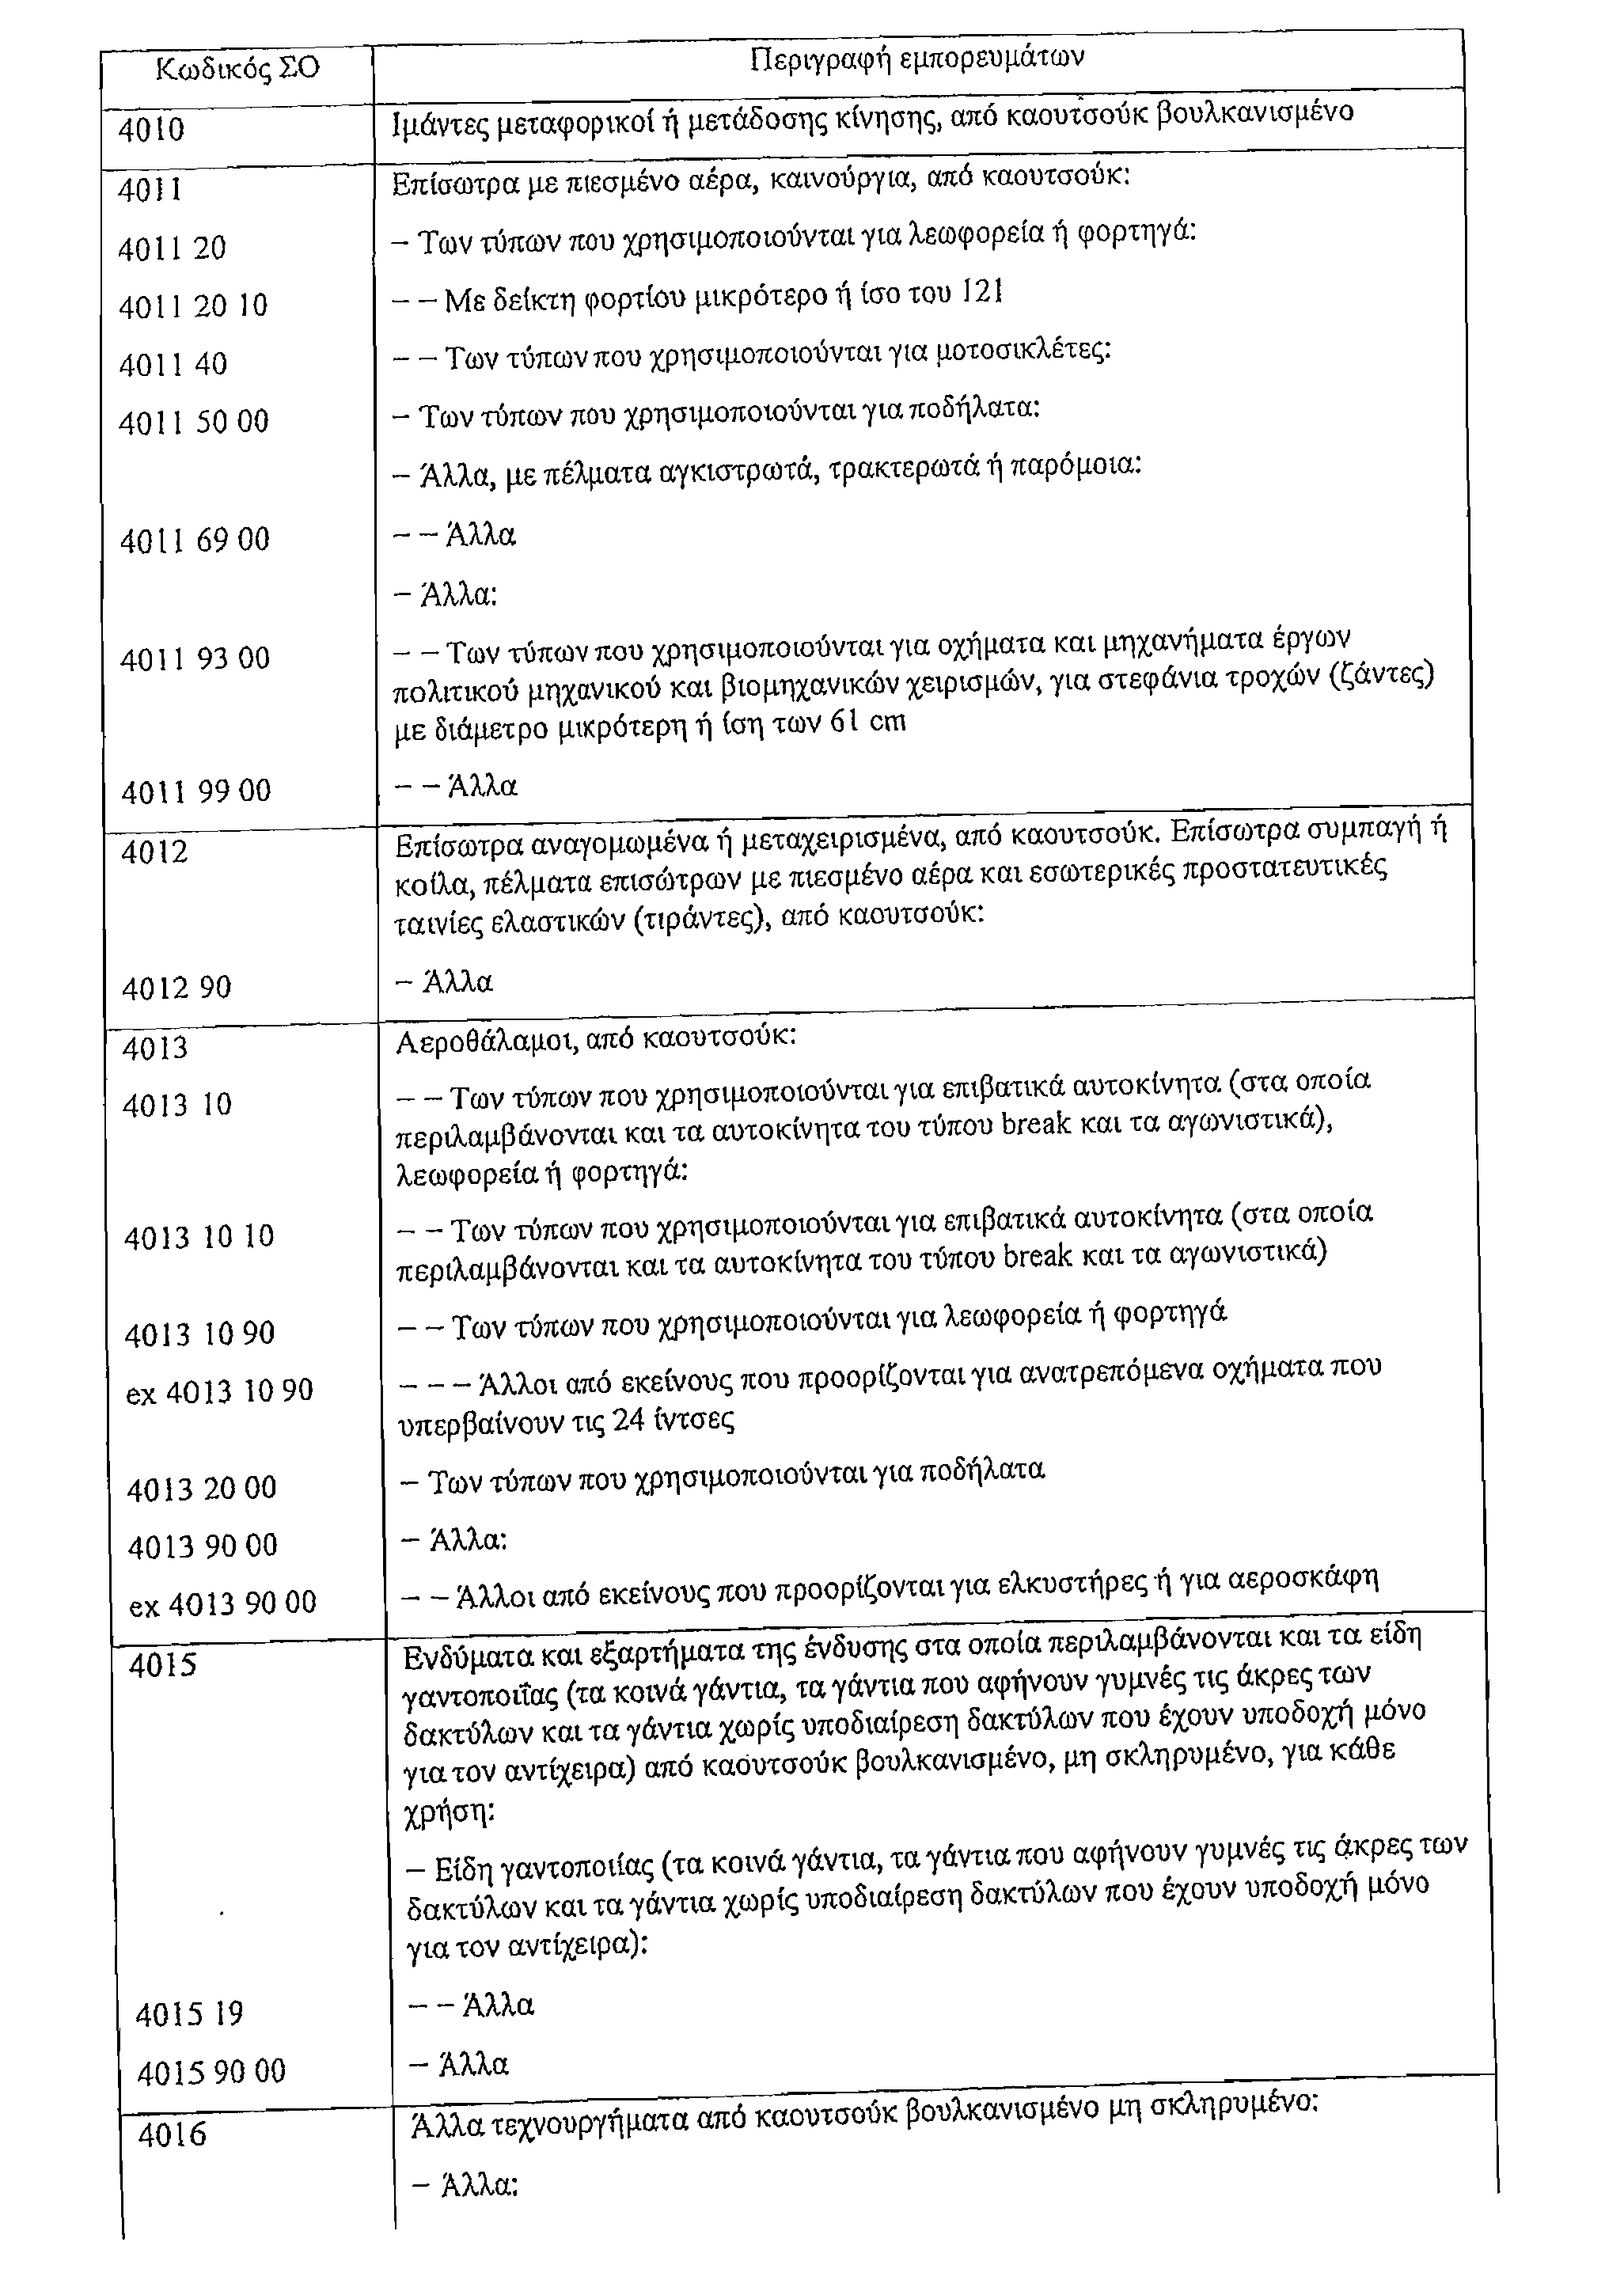 Κωδικός ΣΟ
Περιγραφή εμπορευμάτων
4010
Ιμάντες μεταφορικοί ή μετάδοσης κίνησης, από καουτσούκ βουλκανισμένο
4011
Επίσωτρα με πιεσμένο αέρα, καινούργια, από καουτσούκ:
4011 20
– Των τύπων που χρησιμοποιούνται για λεωφορεία ή φορτηγά:
4011 20 10
– – Με δείκτη φορτίου μικρότερο ή ίσο του 121
4011 40
– – Των τύπων που χρησιμοποιούνται για μοτοσικλέτες:
4011 50 00
– Των τύπων που χρησιμοποιούνται για ποδήλατα:
– Άλλα, με πέλματα αγκιστρωτά, τρακτερωτά ή παρόμοια:
4011 69 00
– – Άλλα
– Άλλα:
4011 93 00
– – Των τύπων που χρησιμοποιούνται για οχήματα και μηχανήματα έργων
πολιτικού μηχανικού και βιομηχανικών χειρισμών, για στεφάνια τροχών (ζάντες)
με διάμετρο μικρότερη ή ίση των 61 cm
4011 99 00
– – Άλλα
4012
Επίσωτρα αναγομωμένα ή μεταχειρισμένα, από καουτσούκ. Επίσωτρα συμπαγή ή
κοίλα, πέλματα επισώτρων με πιεσμένο αέρα και εσωτερικές προστατευτικές
ταινίες ελαστικών (τιράντες), από καουτσούκ:
4012 90
– Άλλα
4013
Αεροθάλαμοι, από καουτσούκ:
4013 10
– – Των τύπων που χρησιμοποιούνται για επιβατικά αυτοκίνητα (στα οποία
περιλαμβάνονται και τα αυτοκίνητα του τύπου break και τα αγωνιστικά),
λεωφορεία ή φορτηγά:
4013 10 10
– – Των τύπων που χρησιμοποιούνται για επιβατικά αυτοκίνητα (στα οποία
περιλαμβάνονται και τα αυτοκίνητα του τύπου break και τα αγωνιστικά)
4013 10 90
– – Των τύπων που χρησιμοποιούνται για λεωφορεία ή φορτηγά
ex 4013 10 90
– – – Άλλοι από εκείνους που προορίζονται για ανατρεπόμενα οχήματα που
υπερβαίνουν τις 24 ίντσες
4013 20 00
– Των τύπων που χρησιμοποιούνται για ποδήλατα
4013 90 00
– Άλλα:
ex 4013 90 00
– – Άλλοι από εκείνους που προορίζονται για ελκυστήρες ή για αεροσκάφη
4015
Ενδύματα και εξαρτήματα της ένδυσης στα οποία περιλαμβάνονται και τα είδη
γαντοποιΐας (τα κοινά γάντια, τα γάντια που αφήνουν γυμνές τις άκρες των
δακτύλων και τα γάντια χωρίς υποδιαίρεση δακτύλων που έχουν υποδοχή μόνο
για τον αντίχειρα) από καουτσούκ βουλκανισμένο, μη σκληρυμένο, για κάθε
χρήση:
– Είδη γαντοποιίας (τα κοινά γάντια, τα γάντια που αφήνουν γυμνές τις άκρες των
δακτύλων και τα γάντια χωρίς υποδιαίρεση δακτύλων που έχουν υποδοχή μόνο
για τον αντίχειρα):
4015 19
– – Άλλα
4015 90 00
– Άλλα
4016
Άλλα τεχνουργήματα από καουτσούκ βουλκανισμένο μη σκληρυμένο:
– Άλλα: